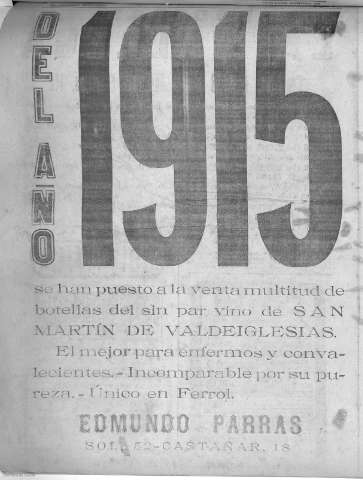 DEL AÑO
1915
se han puesto a la venta multitud de
botellas del sin par vino de SAN
MARTÍN DE VALDEIGLESIAS.
El mejor para enfermos y conva-
lecientes.- Incomparable por su pu-
reza.- Único en Ferrol.
EDMUNDO PARRAS
SOL, 52-CASTAÑAR, 18